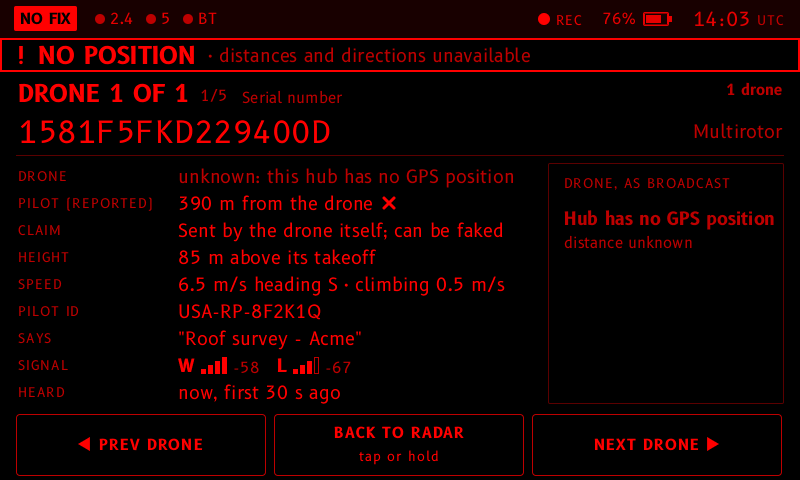 NO FIX 2.4 5 BT REC 76% 14:03 UTC
! NO POSITION · distances and directions unavailable
DRONE 1 OF 1 1/5 Serial number 1 drone
1581F5FKD229400D Multirotor
DRONE unknown: this hub has no GPS position
PILOT [REPORTED] 390 m from the drone ✕
CLAIM Sent by the drone itself; can be faked
HEIGHT 85 m above its takeoff
SPEED 6.5 m/s heading S · climbing 0.5 m/s
PILOT ID USA-RP-8F2K1Q
SAYS "Roof survey - Acme"
SIGNAL W -58 L -67
HEARD now, first 30 s ago
DRONE, AS BROADCAST
Hub has no GPS position
distance unknown
◀ PREV DRONE
BACK TO RADAR
tap or hold
NEXT DRONE ▶